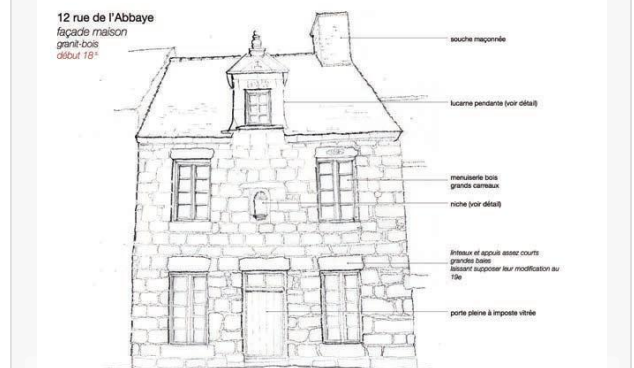 12 rue de l'Abbaye
façade maison
granit-bois
début 18ᵉ
souche maçonnée
lucarne pendante (voir détail)
menuiserie bois
grands carreaux
niche (voir détail)
linteaux et appuis assez courts
grandes baies
laissant supposer leur modification au
19e
porte pleine à imposte vitrée